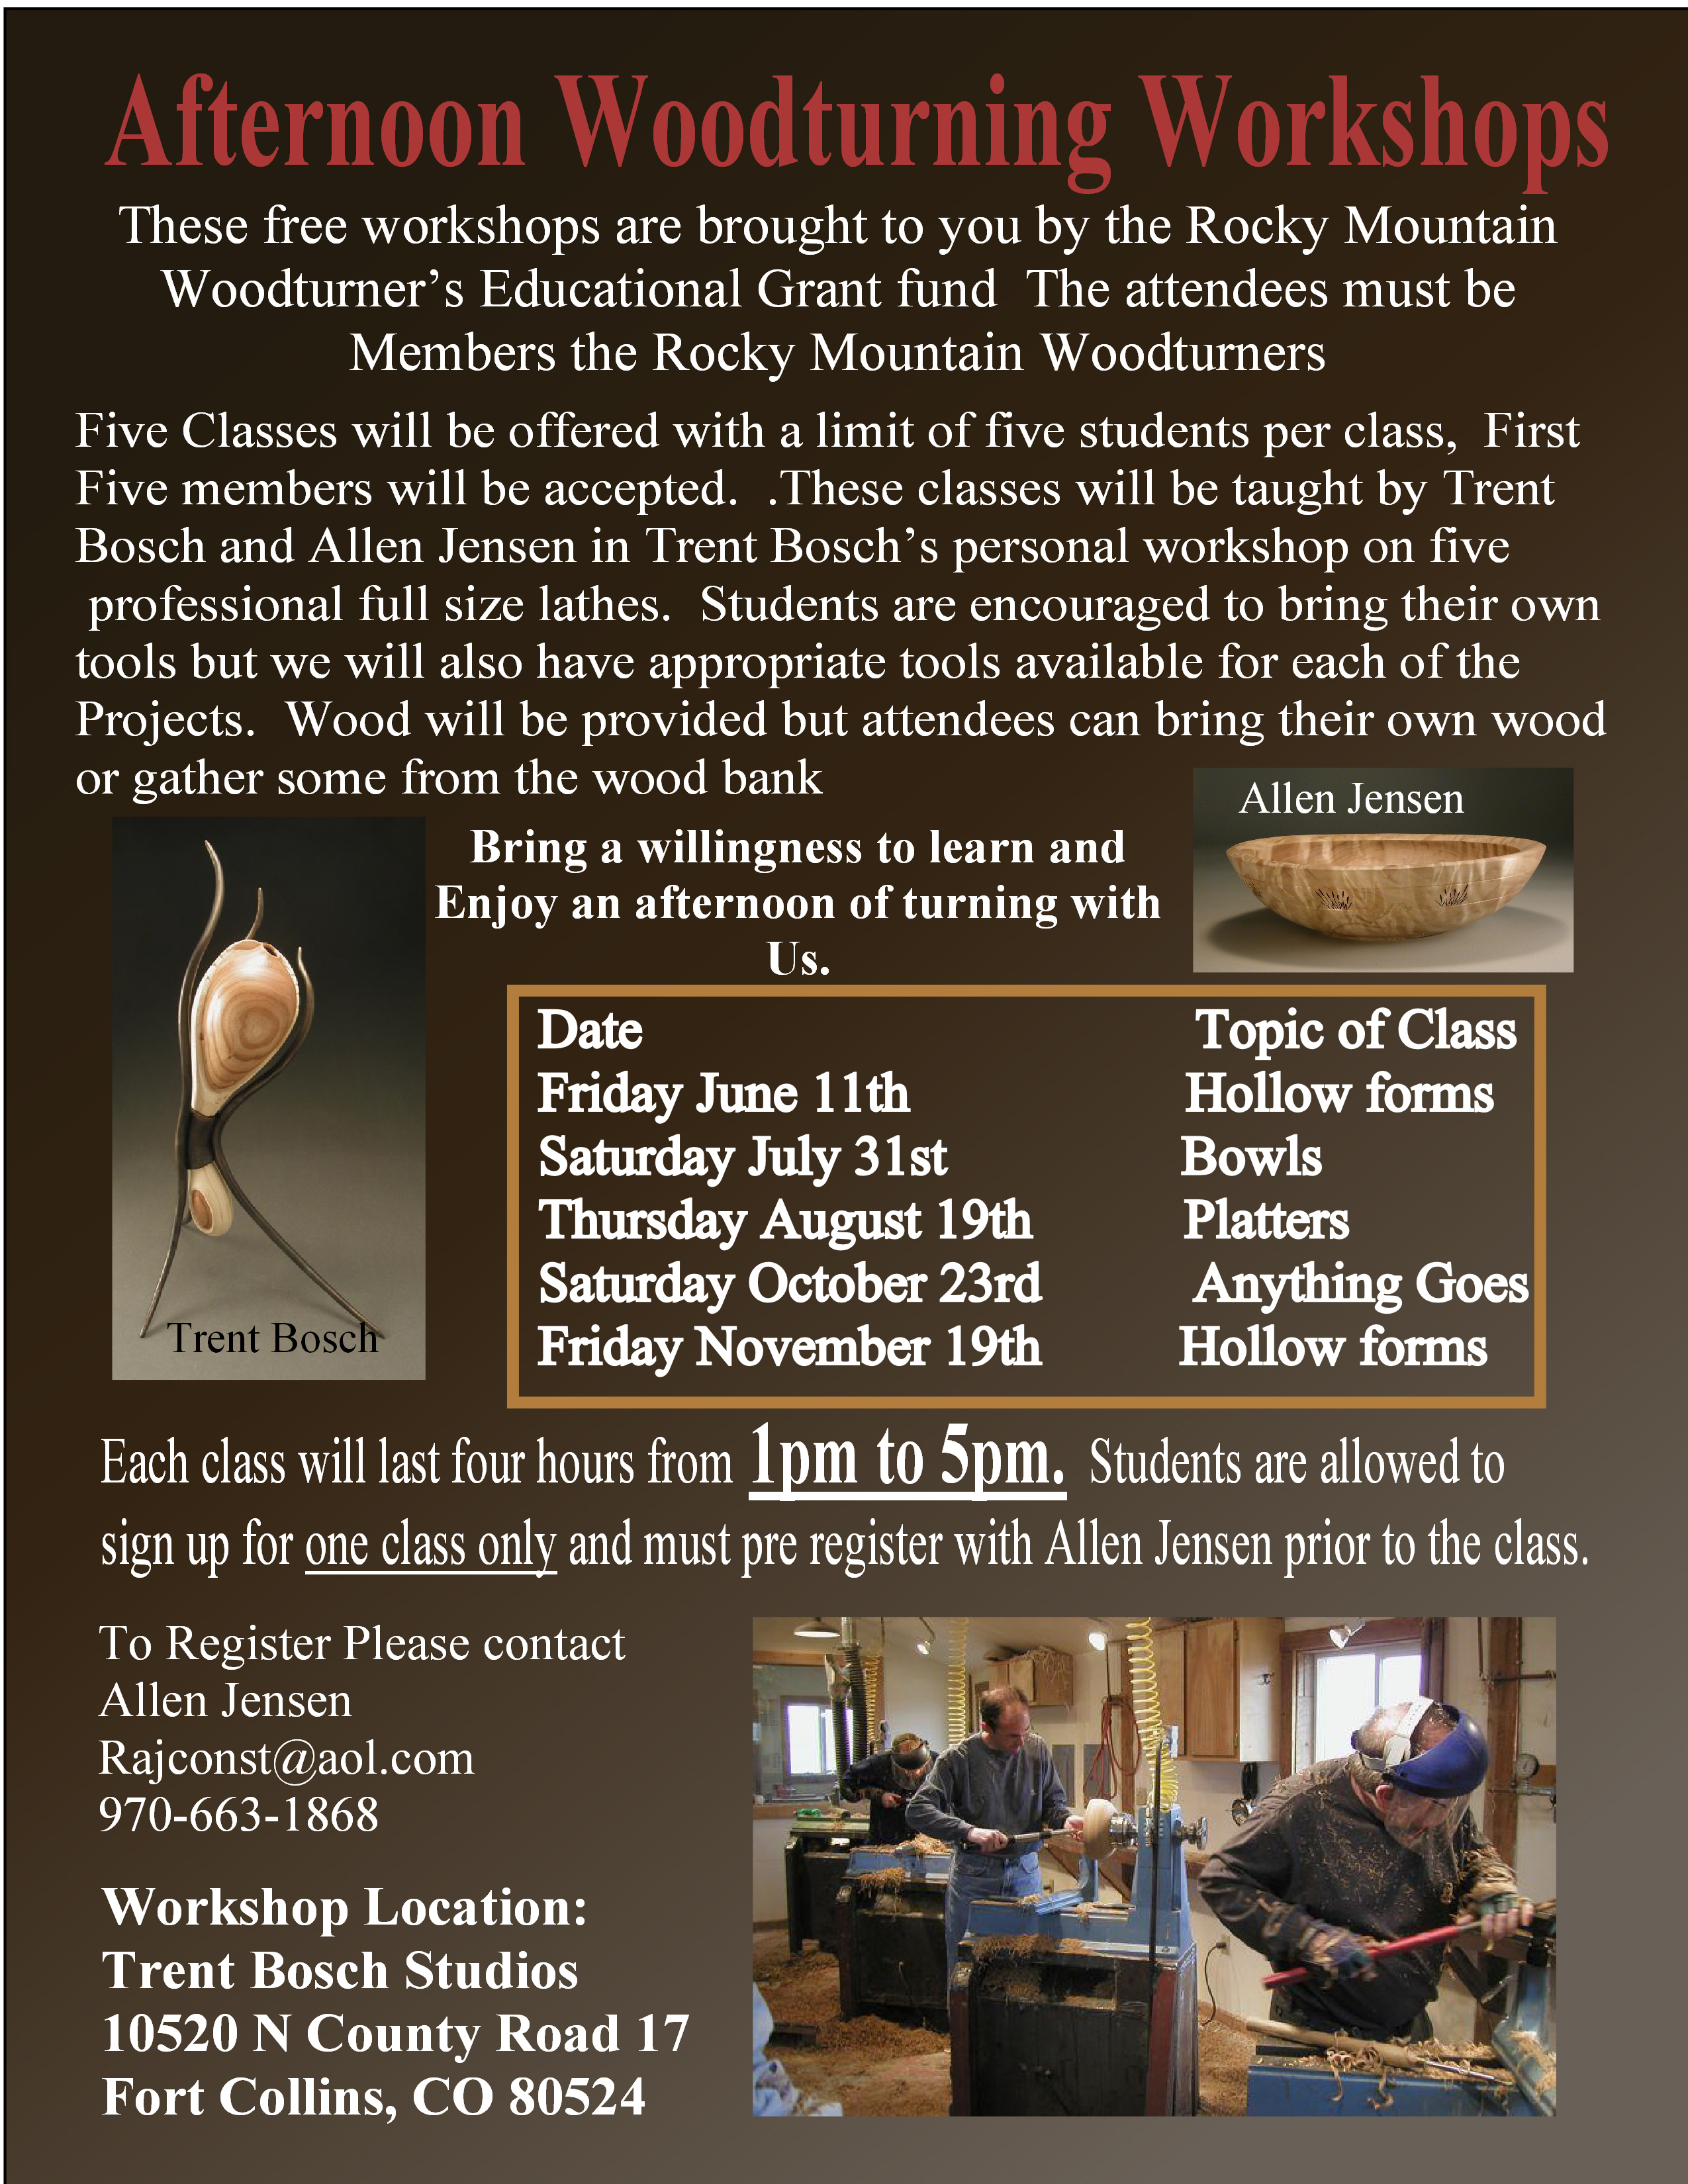 Afternoon Woodturning Workshops
These free workshops are brought to you by the Rocky Mountain
Woodturner’s Educational Grant fund  The attendees must be
Members the Rocky Mountain Woodturners
Five Classes will be offered with a limit of five students per class,  First
Five members will be accepted.  .These classes will be taught by Trent
Bosch and Allen Jensen in Trent Bosch’s personal workshop on five
professional full size lathes.  Students are encouraged to bring their own
tools but we will also have appropriate tools available for each of the
Projects.  Wood will be provided but attendees can bring their own wood
or gather some from the wood bank
Allen Jensen
Bring a willingness to learn and
Enjoy an afternoon of turning with
Us.
Trent Bosch
Date Topic of Class
Friday June 11th Hollow forms
Saturday July 31st Bowls
Thursday August 19th Platters
Saturday October 23rd Anything Goes
Friday November 19th Hollow forms
Each class will last four hours from 1pm to 5pm.  Students are allowed to
sign up for one class only and must pre register with Allen Jensen prior to the class.
To Register Please contact
Allen Jensen
Rajconst@aol.com
970-663-1868
Workshop Location:
Trent Bosch Studios
10520 N County Road 17
Fort Collins, CO 80524